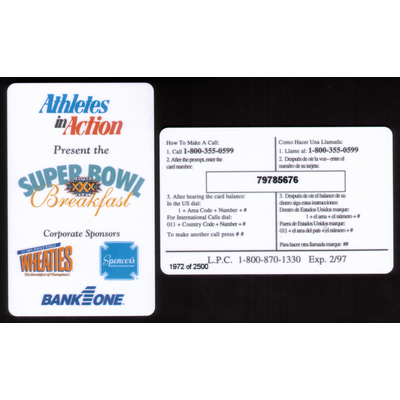 Athletes
in Action
Present the
SUPER BOWL
XXX
Breakfast
Corporate Sponsors
WHEATIES
The Breakfast of Champions
Spencer's
BANK ONE
How To Make A Call:
1. Call 1-800-355-0599
2. After the prompt, enter the
card number:
Como Hacer Una Llamada:
1. Llame al: 1-800-355-0599
2. Después de oir la voz - entre el
número de su tarjeta:
79785676
3. After hearing the card balance:
In the US dial:
1 + Area Code + Number + #
For International Calls dial:
011 + Country Code + Number + #
To make another call press # #
3. Después de oir el balance de su
dinero siga estas instrucciones:
Dentro de Estados Unidos marque:
1 + el area + el número + #
Fuera de Estados Unidos marque:
011 + el area del país + el número + #
Para hacer otra llamada marque: ##
L.P.C. 1-800-870-1330 Exp. 2/97
1972 of 2500